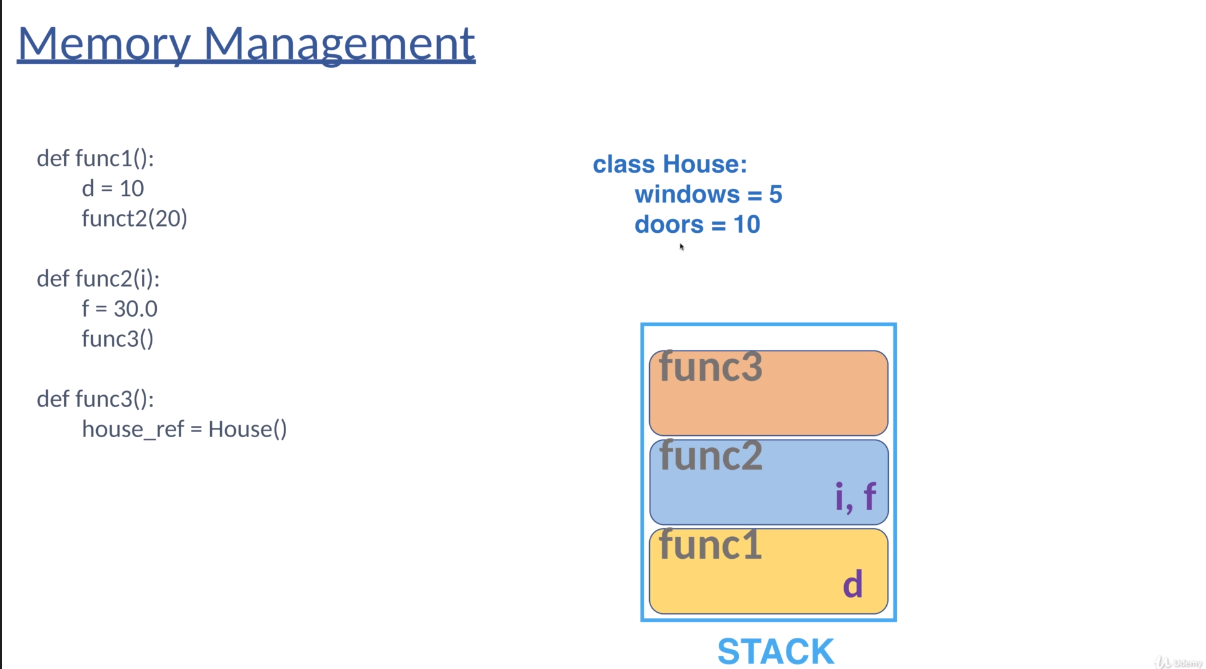 Memory Management
def func1():
d = 10
funct2(20)
def func2(i):
f = 30.0
func3()
def func3():
house_ref = House()
class House:
windows = 5
doors = 10
func3
func2
i, f
func1
d
STACK
Udemy